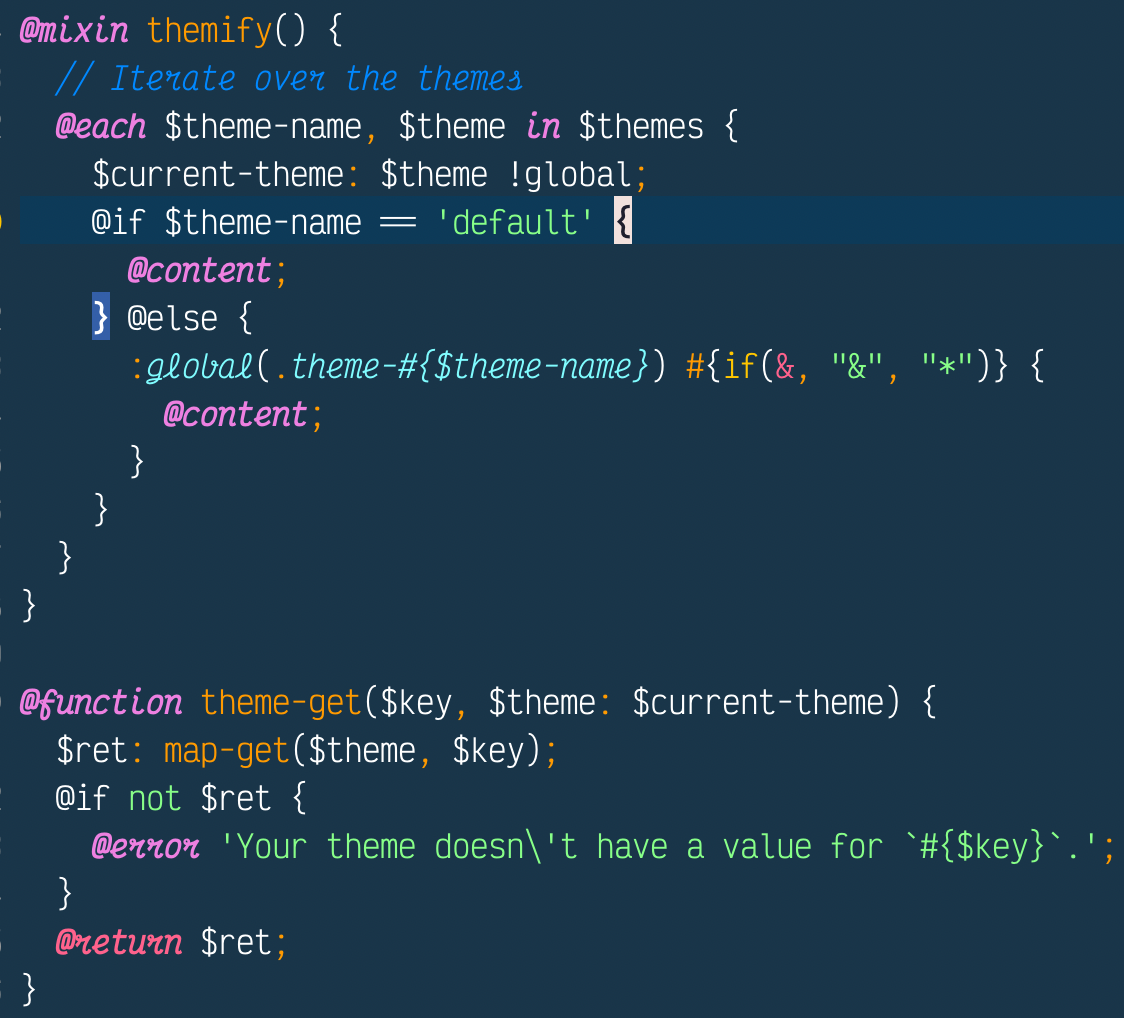 @mixin themify() {
  // Iterate over the themes
  @each $theme-name, $theme in $themes {
    $current-theme: $theme !global;
    @if $theme-name == 'default' {
      @content;
    } @else {
      :global(.theme-#{$theme-name}) #{if(&, "&", "*")} {
        @content;
      }
    }
  }
}

@function theme-get($key, $theme: $current-theme) {
  $ret: map-get($theme, $key);
  @if not $ret {
    @error 'Your theme doesn\'t have a value for `#{$key}`.';
  }
  @return $ret;
}